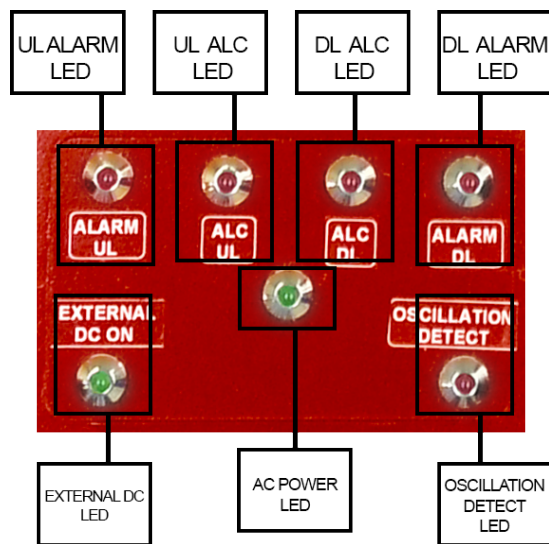 UL ALARM
LED
UL ALC
LED
DL ALC
LED
DL ALARM
LED
ALARM
UL
ALC
UL
ALC
DL
ALARM
DL
EXTERNAL
DC ON
OSCILLATION
DETECT
EXTERNAL DC
LED
AC POWER
LED
OSCILLATION
DETECT
LED